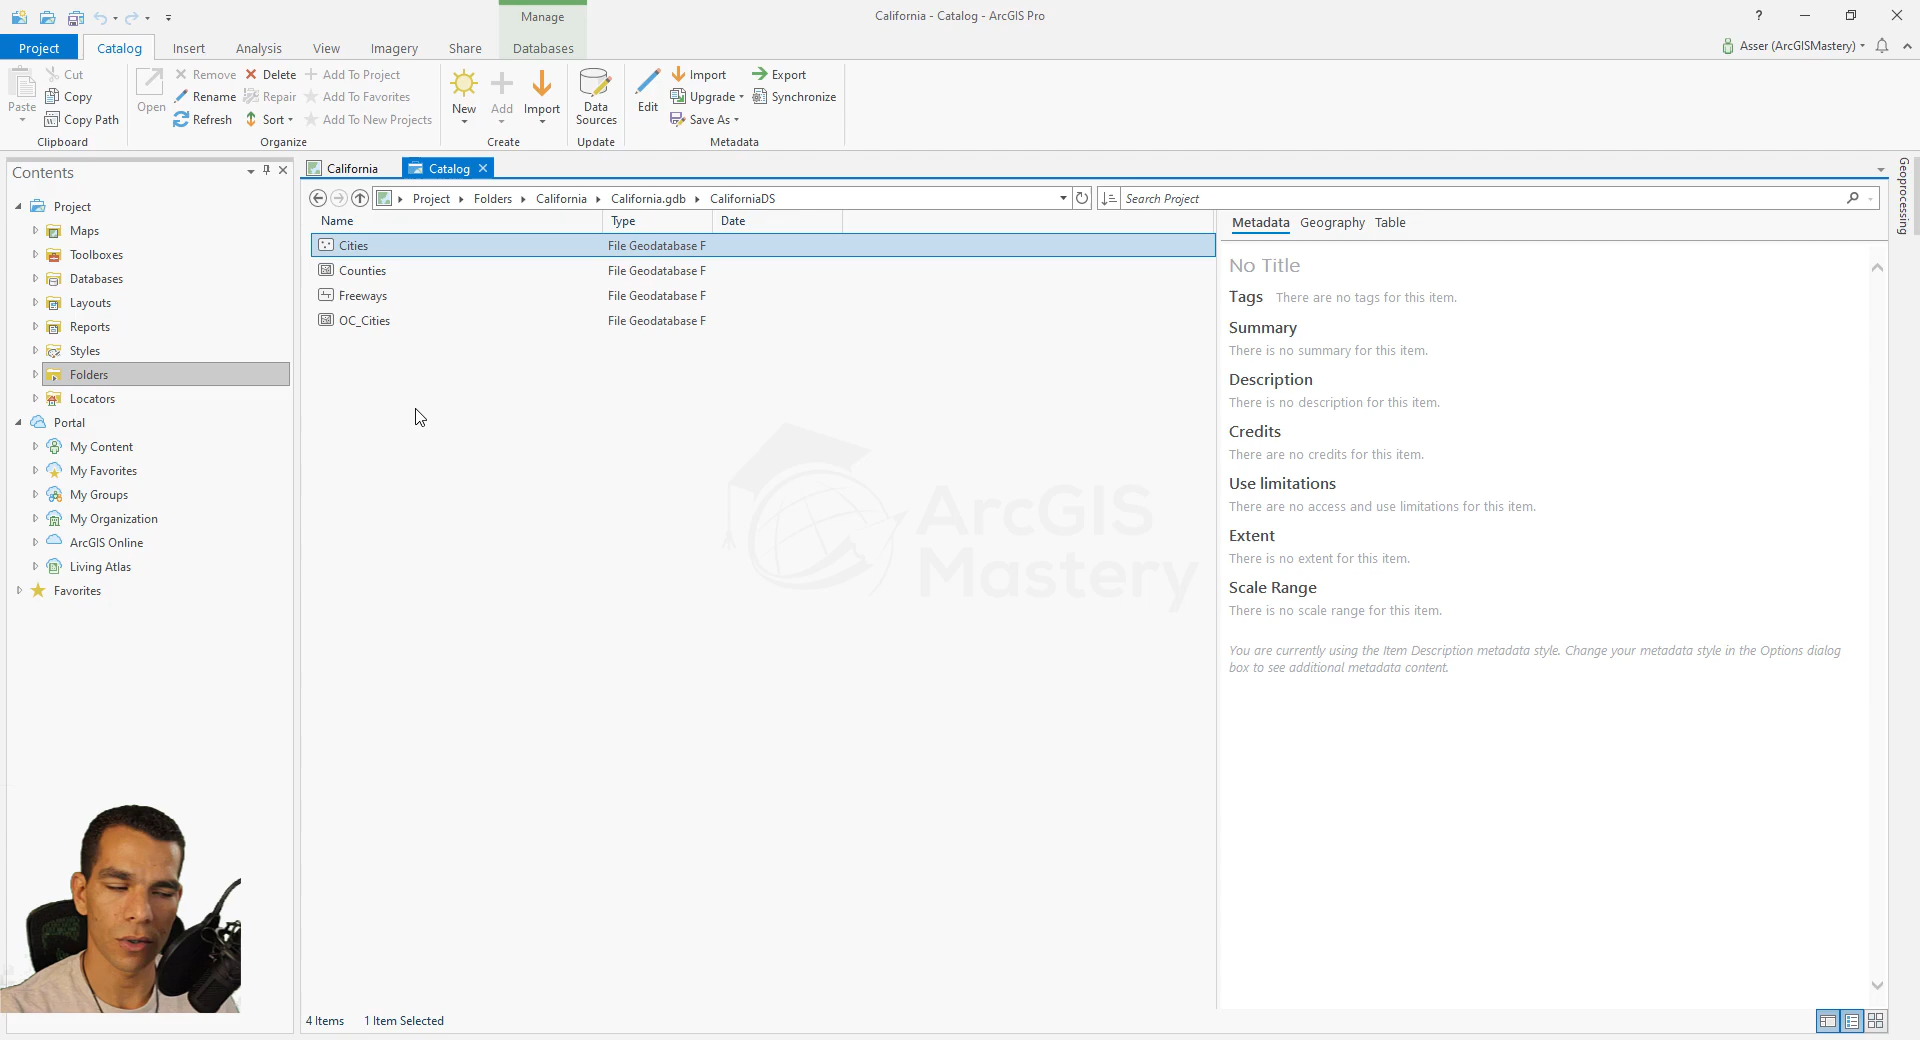 Manage
California - Catalog - ArcGIS Pro
?
Project
Catalog
Insert
Analysis
View
Imagery
Share
Databases
Asser (ArcGISMastery)
Paste
Cut
Copy
Copy Path
Clipboard
Open
Remove
Rename
Refresh
Delete
Repair
Sort
Add To Project
Add To Favorites
Add To New Projects
Organize
New
Add
Import
Create
Data
Sources
Update
Edit
Import
Upgrade
Save As
Export
Synchronize
Metadata
Contents
Project
Maps
Toolboxes
Databases
Layouts
Reports
Styles
Folders
Locators
Portal
My Content
My Favorites
My Groups
My Organization
ArcGIS Online
Living Atlas
Favorites
California
Catalog
Project Folders California California.gdb CaliforniaDS
Search Project
Name Type Date
Cities File Geodatabase F
Counties File Geodatabase F
Freeways File Geodatabase F
OC_Cities File Geodatabase F
ArcGIS
Mastery
4 Items 1 Item Selected
Metadata Geography Table
No Title
Tags There are no tags for this item.
Summary
There is no summary for this item.
Description
There is no description for this item.
Credits
There are no credits for this item.
Use limitations
There are no access and use limitations for this item.
Extent
There is no extent for this item.
Scale Range
There is no scale range for this item.
You are currently using the Item Description metadata style. Change your metadata style in the Options dialog
box to see additional metadata content.
Geoprocessing